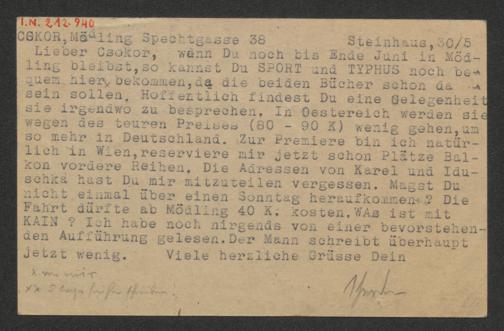 I.N. 212.940
CSKOR,Mödling Spechtgasse 38 Steinhaus,30/5
Lieber Csokor, wenn Du noch bis Ende Juni in Möd-
ling bleibst,so kannst Du SPORT und TYPHUS noch be-
quem hier bekommen,da die beiden Bücher schon da
sein sollen. Hoffentlich findest Du eine Gelegenheit
sie irgendwo zu besprechen. In Oestereich werden sie
wegen des teuren Preises (80 - 90 K) wenig gehen,um
so mehr in Deutschland. Zur Premiere bin ich natür-
lich in Wien,reserviere mir jetzt schon Plätze Bal-
kon vordere Reihen. Die Adressen von Karel und Idu-
schka hast Du mir mitzuteilen vergessen. Magst Du
nicht einmal über einen Sonntag heraufkommen? Die
Fahrt dürfte ab Mödling 40 K. kosten.WAs ist mit
KAIN ? Ich habe noch nirgends von einer bevorstehen-
den Aufführung gelesen.Der Mann schreibt überhaupt
jetzt wenig. Viele herzliche Grüsse Dein